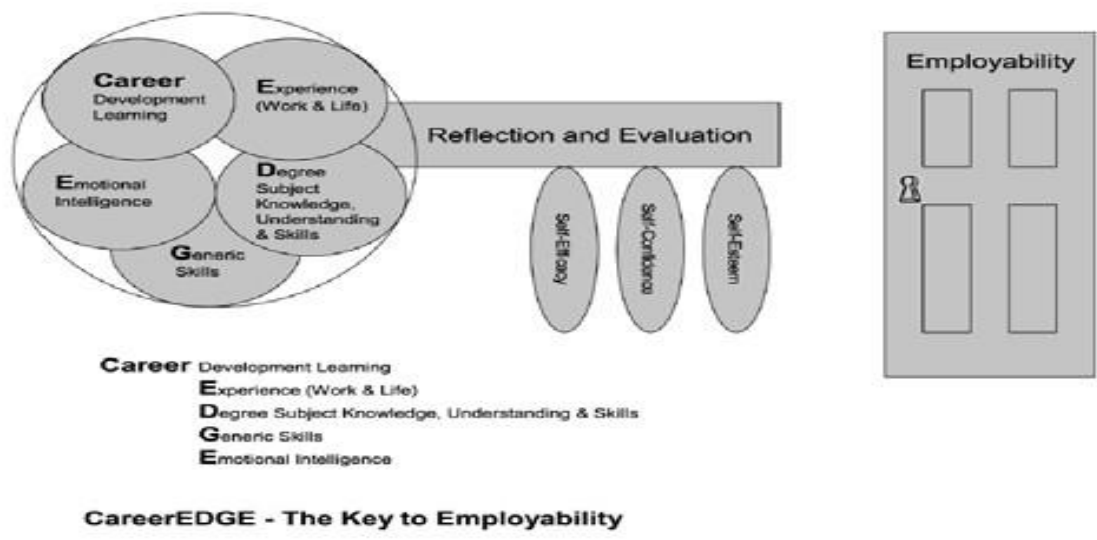 Career
Development
Learning
Experience
(Work & Life)
Emotional
Intelligence
Degree
Subject
Knowledge,
Understanding
& Skills
Generic
Skills
Reflection and Evaluation
Self-Efficacy
Self-Confidence
Self-Esteem
Employability
Career Development Learning
Experience (Work & Life)
Degree Subject Knowledge, Understanding & Skills
Generic Skills
Emotional Intelligence
CareerEDGE - The Key to Employability